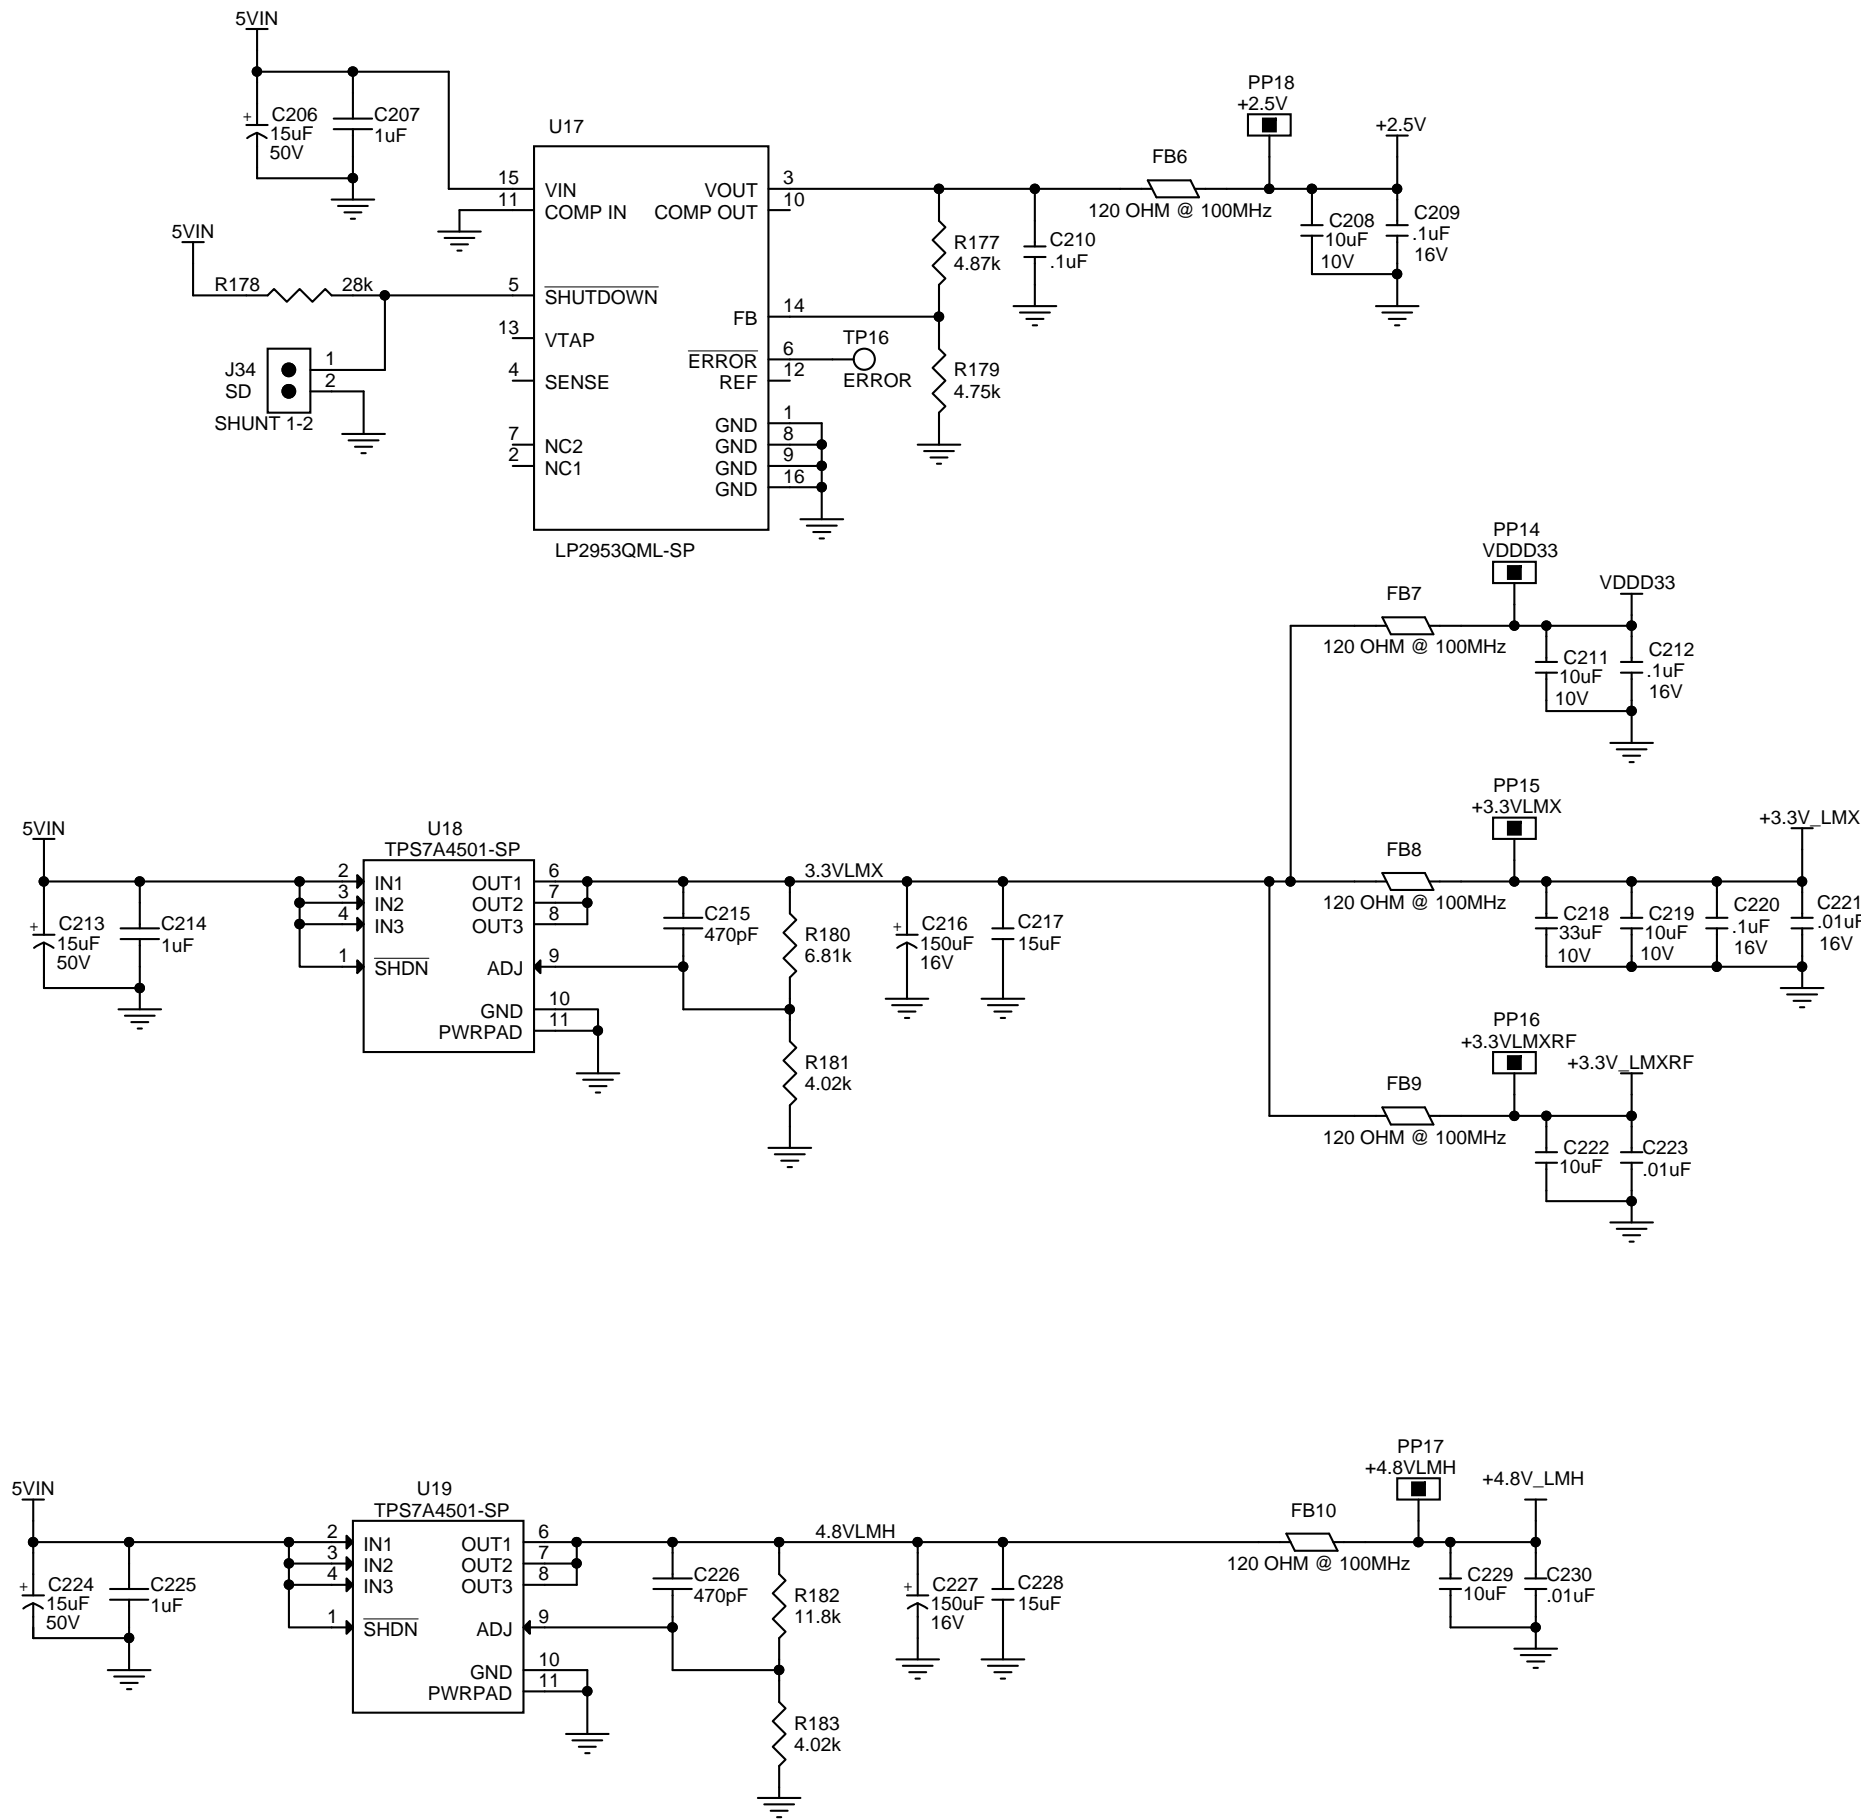 5VIN
C206
15uF
50V
+
C207
1uF
U17
15
VIN
11
COMP IN
VOUT
3
COMP OUT
10
5VIN
R178
28k
5
SHUTDOWN
13
VTAP
4
SENSE
7
NC2
2
NC1
FB
14
ERROR
6
REF
12
GND
1
GND
8
GND
9
GND
16
LP2953QML-SP
J34
SD
1
2
SHUNT 1-2
TP16
ERROR
R177
4.87k
R179
4.75k
C210
.1uF
FB6
120 OHM @ 100MHz
PP18
+2.5V
+2.5V
C208
10uF
10V
C209
.1uF
16V
PP14
VDDD33
VDDD33
FB7
120 OHM @ 100MHz
C211
10uF
10V
C212
.1uF
16V
5VIN
+
C213
15uF
50V
C214
1uF
U18
TPS7A4501-SP
2
IN1
3
IN2
4
IN3
1
SHDN
OUT1
6
OUT2
7
OUT3
8
ADJ
9
GND
10
PWRPAD
11
C215
470pF
3.3VLMX
R180
6.81k
R181
4.02k
+
C216
150uF
16V
C217
15uF
PP15
+3.3VLMX
+3.3V_LMX
FB8
120 OHM @ 100MHz
C218
33uF
10V
C219
10uF
10V
C220
.1uF
16V
C221
.01uF
16V
PP16
+3.3VLMXRF
+3.3V_LMXRF
FB9
120 OHM @ 100MHz
C222
10uF
C223
.01uF
5VIN
+
C224
15uF
50V
C225
1uF
U19
TPS7A4501-SP
2
IN1
3
IN2
4
IN3
1
SHDN
OUT1
6
OUT2
7
OUT3
8
ADJ
9
GND
10
PWRPAD
11
C226
470pF
4.8VLMH
R182
11.8k
R183
4.02k
+
C227
150uF
16V
C228
15uF
FB10
120 OHM @ 100MHz
PP17
+4.8VLMH
+4.8V_LMH
C229
10uF
C230
.01uF